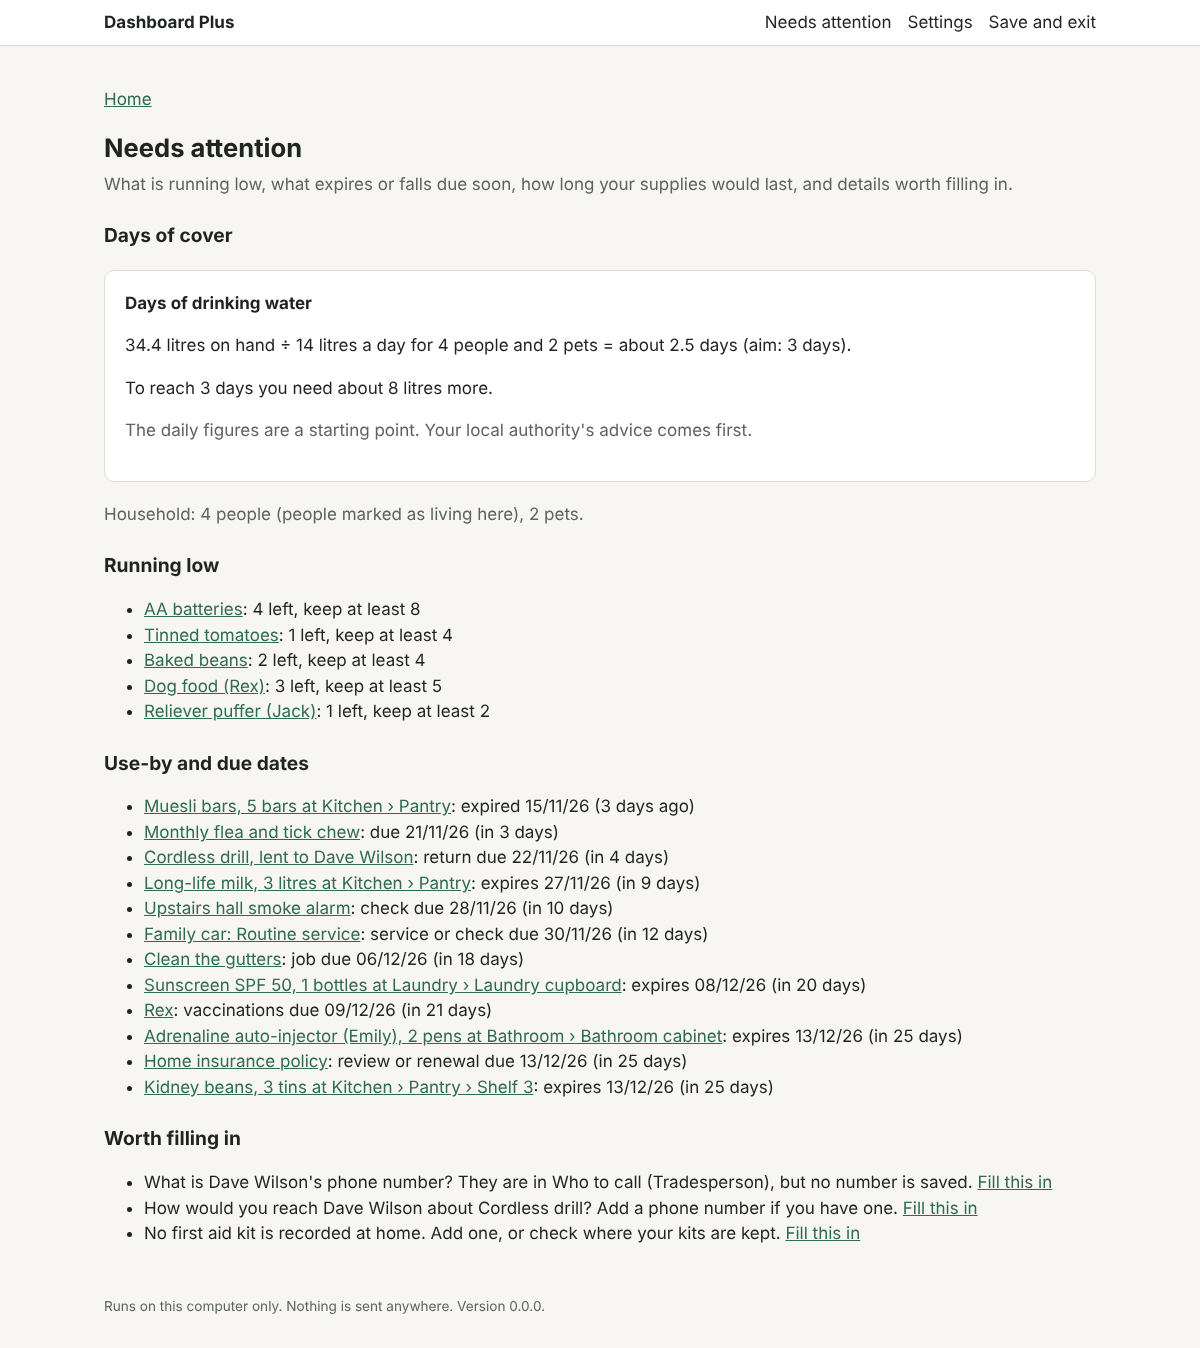 Dashboard Plus
Needs attention Settings Save and exit
Home
Needs attention
What is running low, what expires or falls due soon, how long your supplies would last, and details worth filling in.
Days of cover
Days of drinking water
34.4 litres on hand ÷ 14 litres a day for 4 people and 2 pets = about 2.5 days (aim: 3 days).
To reach 3 days you need about 8 litres more.
The daily figures are a starting point. Your local authority's advice comes first.
Household: 4 people (people marked as living here), 2 pets.
Running low
AA batteries: 4 left, keep at least 8
Tinned tomatoes: 1 left, keep at least 4
Baked beans: 2 left, keep at least 4
Dog food (Rex): 3 left, keep at least 5
Reliever puffer (Jack): 1 left, keep at least 2
Use-by and due dates
Muesli bars, 5 bars at Kitchen › Pantry: expired 15/11/26 (3 days ago)
Monthly flea and tick chew: due 21/11/26 (in 3 days)
Cordless drill, lent to Dave Wilson: return due 22/11/26 (in 4 days)
Long-life milk, 3 litres at Kitchen › Pantry: expires 27/11/26 (in 9 days)
Upstairs hall smoke alarm: check due 28/11/26 (in 10 days)
Family car: Routine service: service or check due 30/11/26 (in 12 days)
Clean the gutters: job due 06/12/26 (in 18 days)
Sunscreen SPF 50, 1 bottles at Laundry › Laundry cupboard: expires 08/12/26 (in 20 days)
Rex: vaccinations due 09/12/26 (in 21 days)
Adrenaline auto-injector (Emily), 2 pens at Bathroom › Bathroom cabinet: expires 13/12/26 (in 25 days)
Home insurance policy: review or renewal due 13/12/26 (in 25 days)
Kidney beans, 3 tins at Kitchen › Pantry › Shelf 3: expires 13/12/26 (in 25 days)
Worth filling in
What is Dave Wilson's phone number? They are in Who to call (Tradesperson), but no number is saved. Fill this in
How would you reach Dave Wilson about Cordless drill? Add a phone number if you have one. Fill this in
No first aid kit is recorded at home. Add one, or check where your kits are kept. Fill this in
Runs on this computer only. Nothing is sent anywhere. Version 0.0.0.